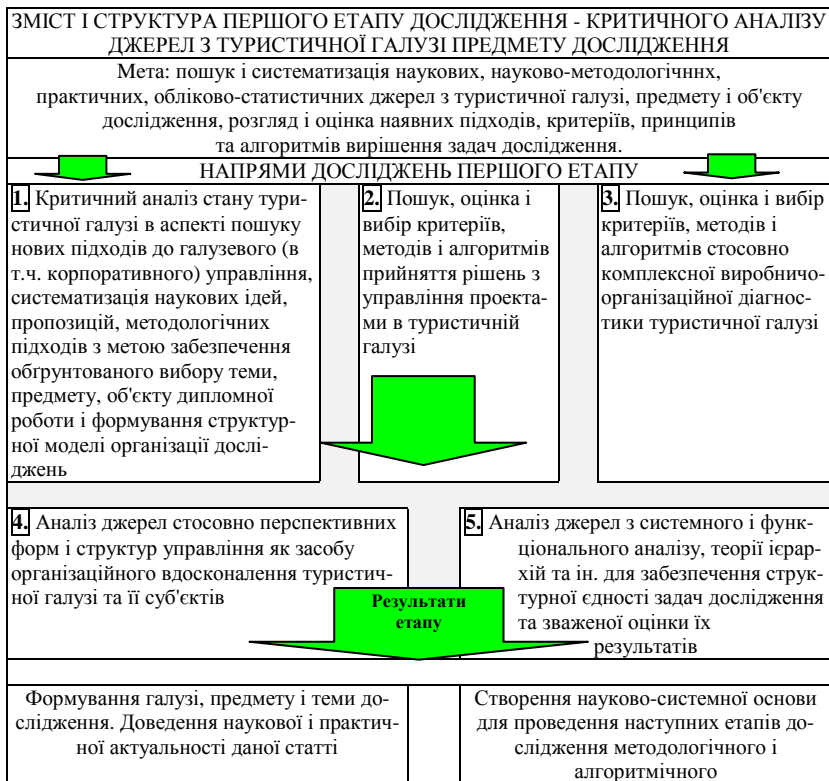 ЗМІСТ І СТРУКТУРА ПЕРШОГО ЕТАПУ ДОСЛІДЖЕННЯ - КРИТИЧНОГО АНАЛІЗУ
ДЖЕРЕЛ З ТУРИСТИЧНОЇ ГАЛУЗІ ПРЕДМЕТУ ДОСЛІДЖЕННЯ
Мета: пошук і систематизація наукових, науково-методологічннх,
практичних, обліково-статистичних джерел з туристичної галузі, предмету і об'єкту
дослідження, розгляд і оцінка наявних підходів, критеріїв, принципів
та алгоритмів вирішення задач дослідження.
НАПРЯМИ ДОСЛІДЖЕНЬ ПЕРШОГО ЕТАПУ
1. Критичний аналіз стану тури-
стичної галузі в аспекті пошуку
нових підходів до галузевого (в
т.ч. корпоративного) управління,
систематизація наукових ідей,
пропозицій, методологічних
підходів з метою забезпечення
обґрунтованого вибору теми,
предмету, об'єкту дипломної
роботи і формування структур-
ної моделі організації дослі-
джень
2. Пошук, оцінка і
вибір критеріїв,
методів і алгоритмів
прийняття рішень з
управління проекта-
ми в туристичній
галузі
3. Пошук, оцінка і вибір
критеріїв, методів і
алгоритмів стосовно
комплексної виробничо-
організаційної діагнос-
тики туристичної галузі
4. Аналіз джерел стосовно перспективних
форм і структур управління як засобу
організаційного вдосконалення туристич-
ної галузі та її суб'єктів
5. Аналіз джерел з системного і функ-
ціонального аналізу, теорії ієрар-
хій та ін. для забезпечення струк-
турної єдності задач дослідження
та зваженої оцінки їх
результатів
Результати
етапу
Формування галузі, предмету і теми до-
слідження. Доведення наукової і практич-
ної актуальності даної статті
Створення науково-системної основи
для проведення наступних етапів до-
слідження методологічного і
алгоритмічного